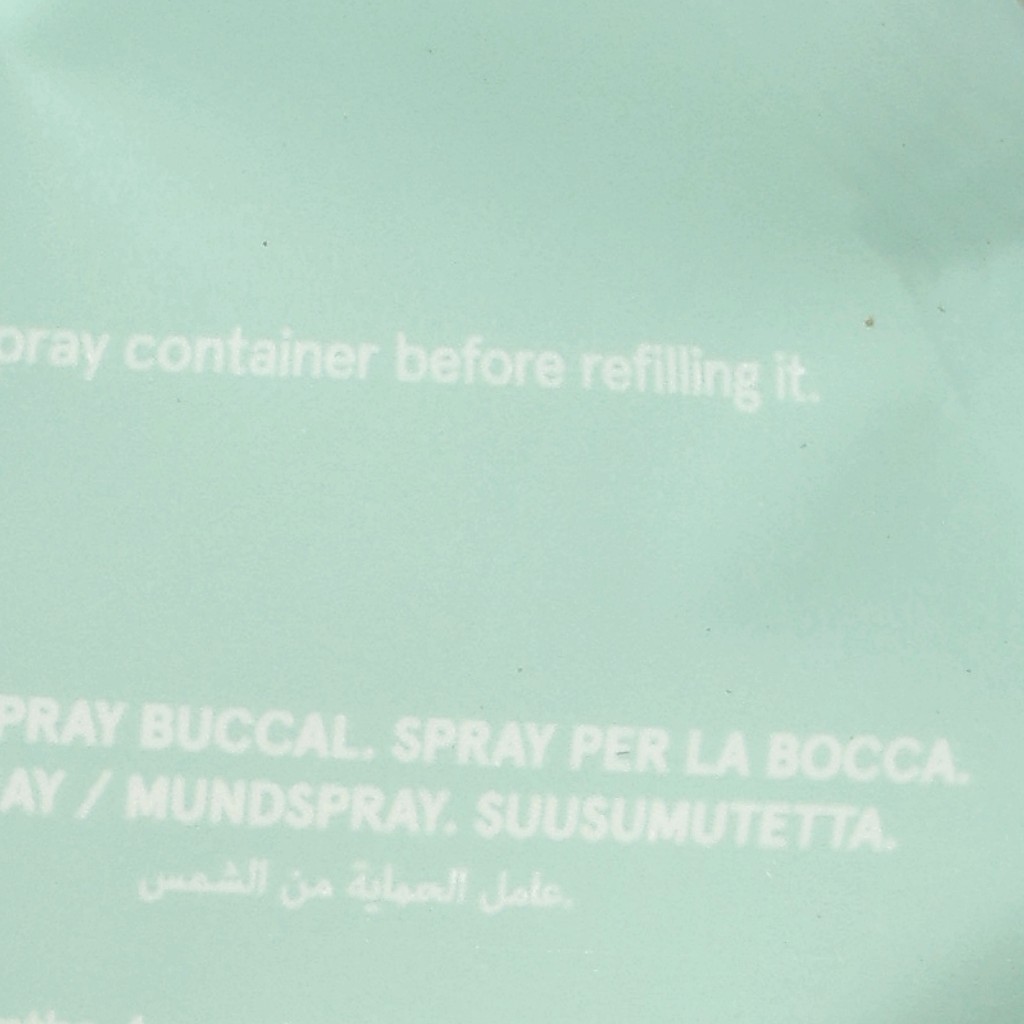 pray container before refilling it.
PRAY BUCCAL. SPRAY PER LA BOCCA.
AY / MUNDSPRAY. SUUSUMUTETTA.
عامل الحماية من الشمس.